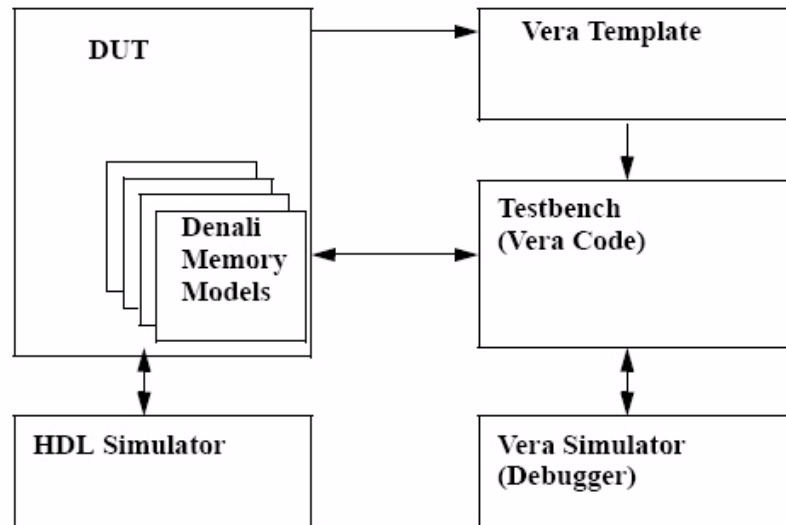 DUT
Vera Template
Denali
Memory
Models
Testbench
(Vera Code)
HDL Simulator
Vera Simulator
(Debugger)